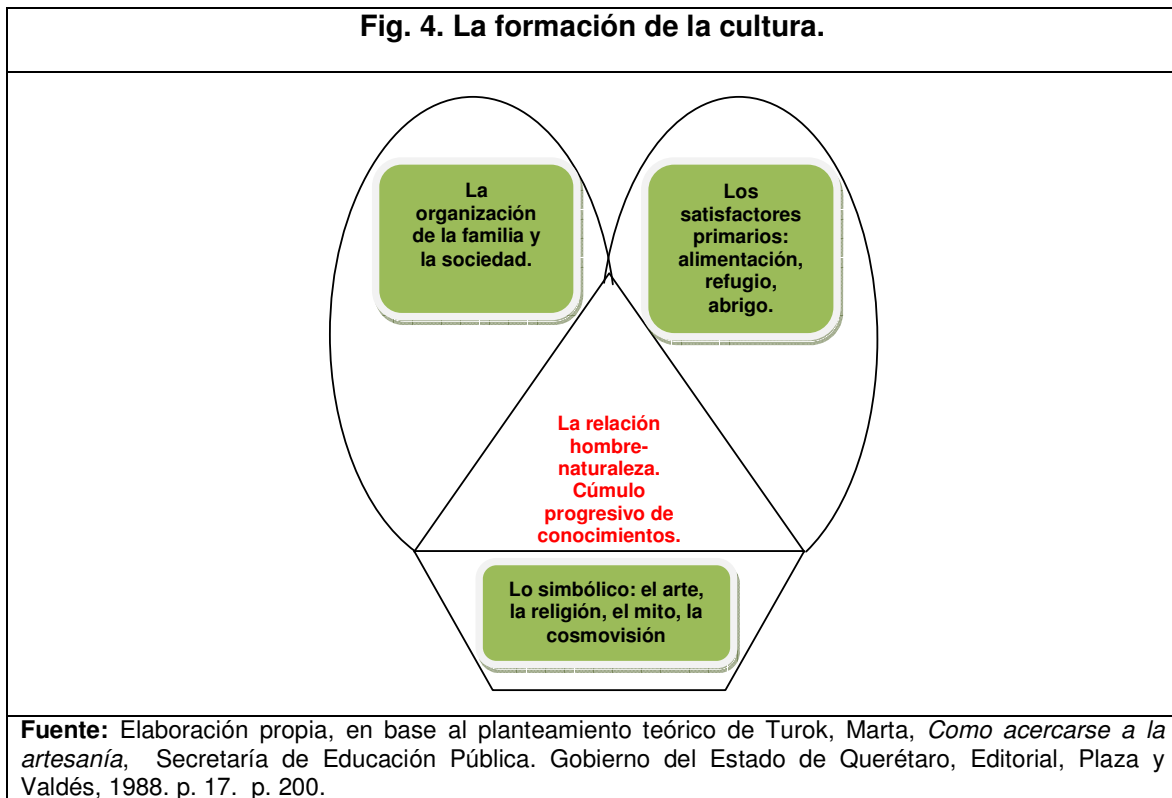 Fig. 4. La formación de la cultura.
La
organización
de la familia y
la sociedad.
Los
satisfactores
primarios:
alimentación,
refugio,
abrigo.
La relación
hombre-
naturaleza.
Cúmulo
progresivo de
conocimientos.
Lo simbólico: el arte,
la religión, el mito, la
cosmovisión
Fuente: Elaboración propia, en base al planteamiento teórico de Turok, Marta, Como acercarse a la
artesanía, Secretaría de Educación Pública. Gobierno del Estado de Querétaro, Editorial, Plaza y
Valdés, 1988. p. 17. p. 200.